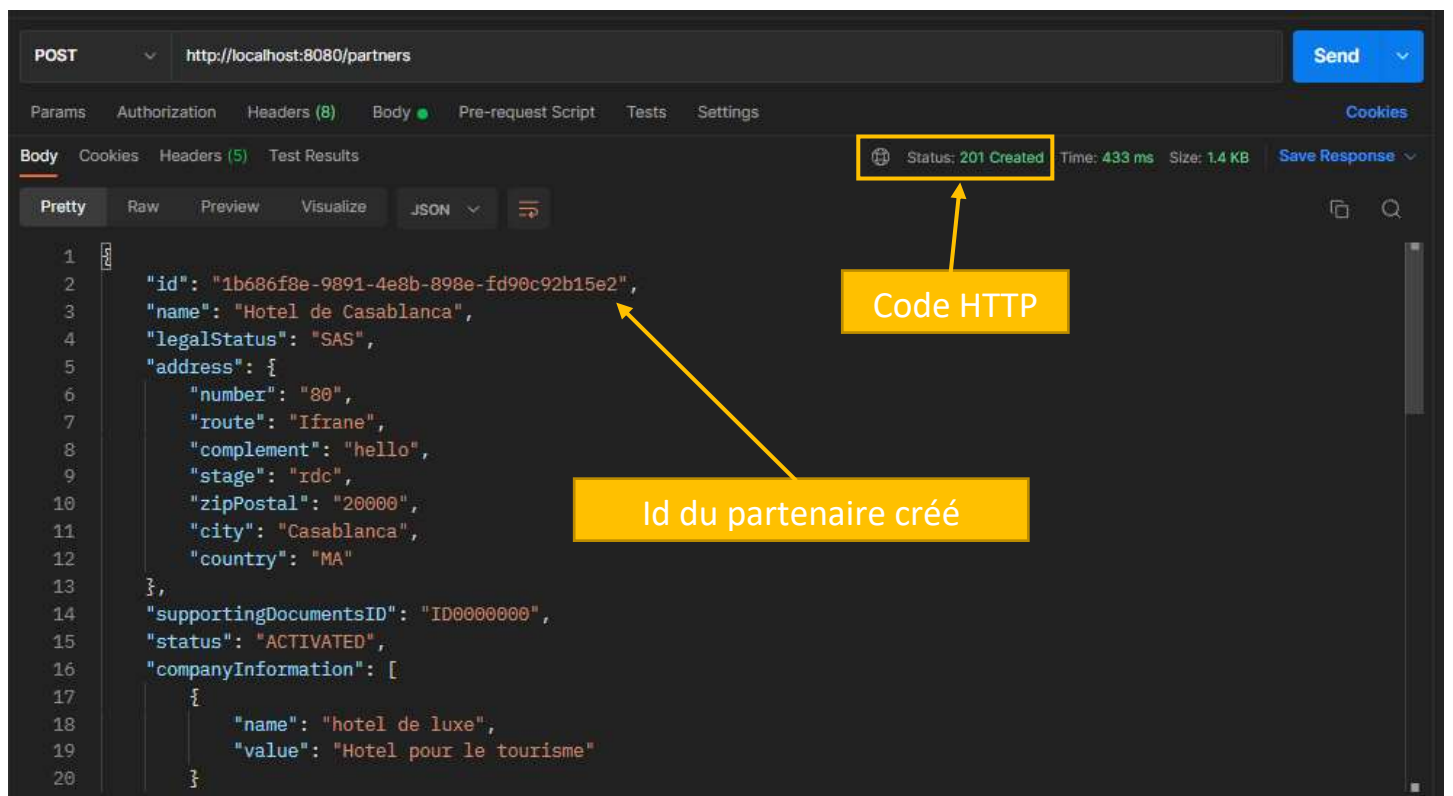 POST http://localhost:8080/partners Send
Params Authorization Headers (8) Body Pre-request Script Tests Settings Cookies
Body Cookies Headers (5) Test Results Status: 201 Created Time: 433 ms Size: 1.4 KB Save Response
Pretty Raw Preview Visualize JSON
1 {
2 "id": "1b686f8e-9891-4e8b-898e-fd90c92b15e2",
3 "name": "Hotel de Casablanca",
4 "legalStatus": "SAS",
5 "address": {
6 "number": "80",
7 "route": "Ifrane",
8 "complement": "hello",
9 "stage": "rdc",
10 "zipPostal": "20000",
11 "city": "Casablanca",
12 "country": "MA"
13 },
14 "supportingDocumentsID": "ID0000000",
15 "status": "ACTIVATED",
16 "companyInformation": [
17 {
18 "name": "hotel de luxe",
19 "value": "Hotel pour le tourisme"
20 }
Code HTTP
Id du partenaire créé